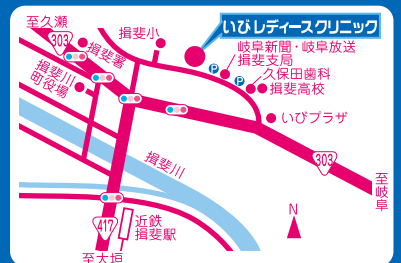 至久瀬
303
揖斐小
いびレディースクリニック
揖斐署
P
岐阜新聞・岐阜放送
揖斐支局
P
久保田歯科
揖斐高校
揖斐川
町役場
いびプラザ
揖斐川
303
至岐阜
N
417
近鉄
揖斐駅
至大垣